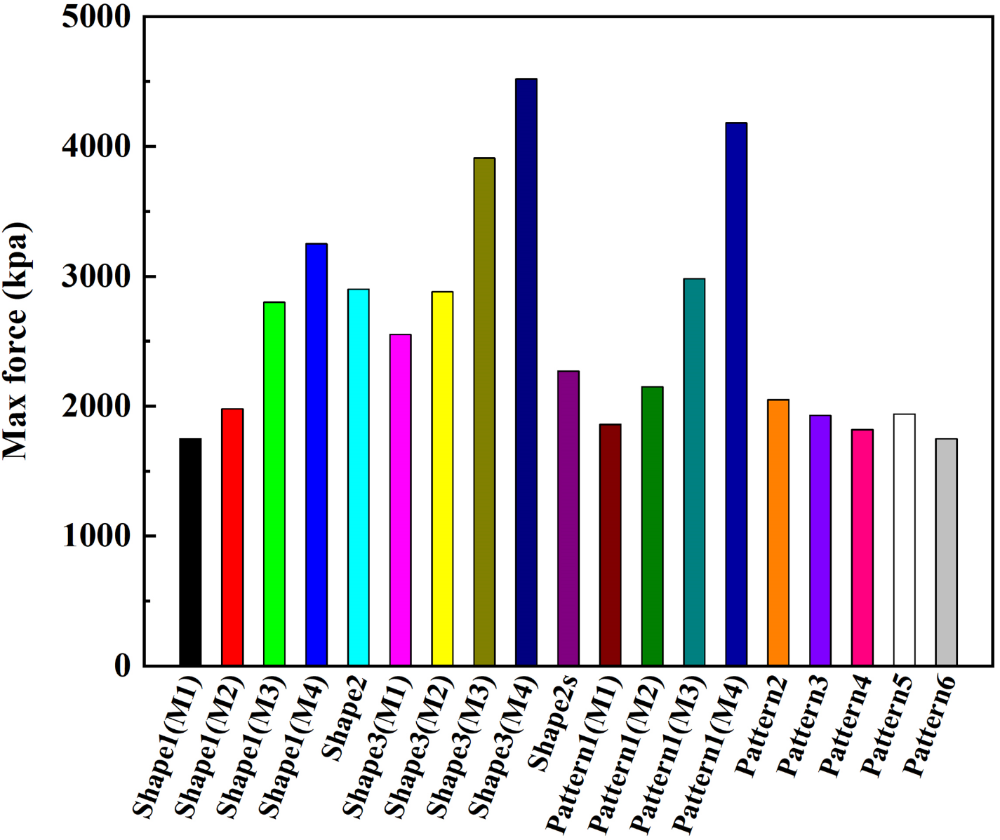 Max force (kpa)
5000
4000
3000
2000
1000
0
Shape1(M1)
Shape1(M2)
Shape1(M3)
Shape1(M4)
Shape2
Shape3(M1)
Shape3(M2)
Shape3(M3)
Shape3(M4)
Shape2s
Pattern1(M1)
Pattern1(M2)
Pattern1(M3)
Pattern1(M4)
Pattern2
Pattern3
Pattern4
Pattern5
Pattern6